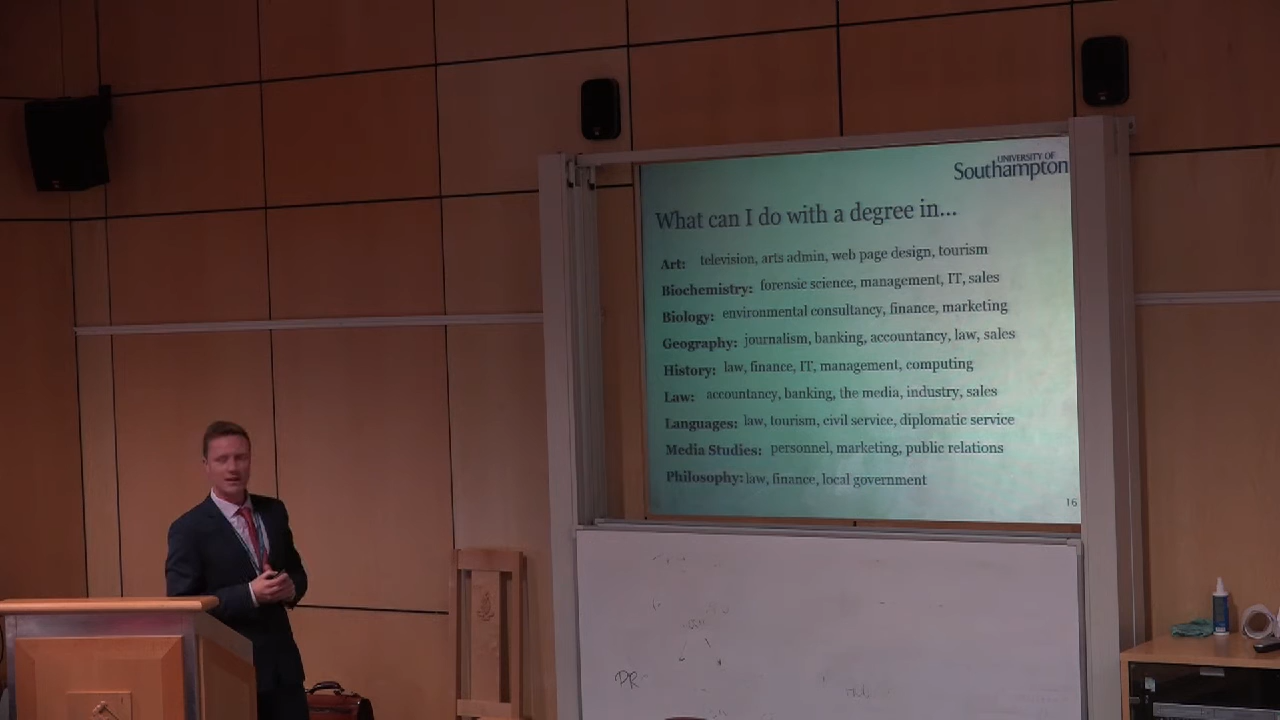 UNIVERSITY OF
Southampton
What can I do with a degree in...
Art: television, arts admin, web page design, tourism
Biochemistry: forensic science, management, IT, sales
Biology: environmental consultancy, finance, marketing
Geography: journalism, banking, accountancy, law, sales
History: law, finance, IT, management, computing
Law: accountancy, banking, the media, industry, sales
Languages: law, tourism, civil service, diplomatic service
Media Studies: personnel, marketing, public relations
Philosophy: law, finance, local government
16
PR